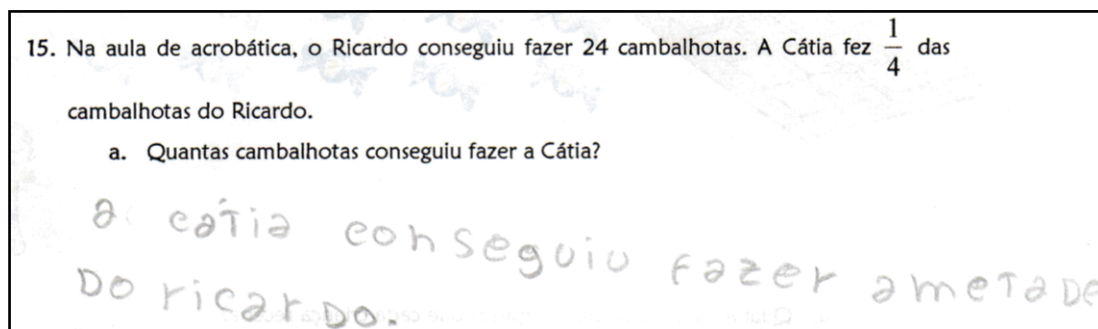 15. Na aula de acrobática, o Ricardo conseguiu fazer 24 cambalhotas. A Cátia fez 1/4 das
cambalhotas do Ricardo.
a. Quantas cambalhotas conseguiu fazer a Cátia?
a cátia conseguiu fazer ametade
Do ricarDo.